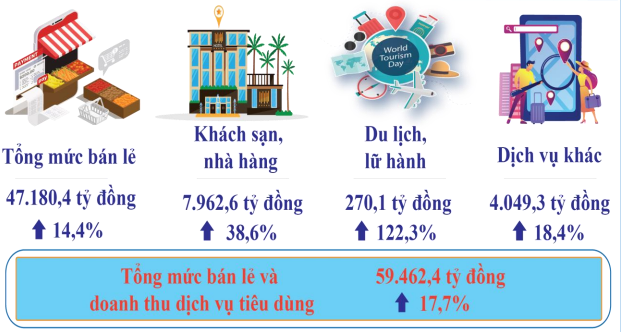 World
Tourism
Day
Tổng mức bán lẻ
47.180,4 tỷ đồng
14,4%
Khách sạn,
nhà hàng
7.962,6 tỷ đồng
38,6%
Du lịch,
lữ hành
270,1 tỷ đồng
122,3%
Dịch vụ khác
4.049,3 tỷ đồng
18,4%
Tổng mức bán lẻ và
doanh thu dịch vụ tiêu dùng
59.462,4 tỷ đồng
17,7%